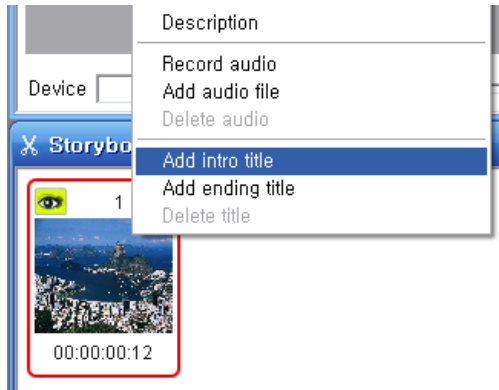 Description
Record audio
Add audio file
Delete audio
Device
Add intro title
Add ending title
Delete title
1
00:00:00:12